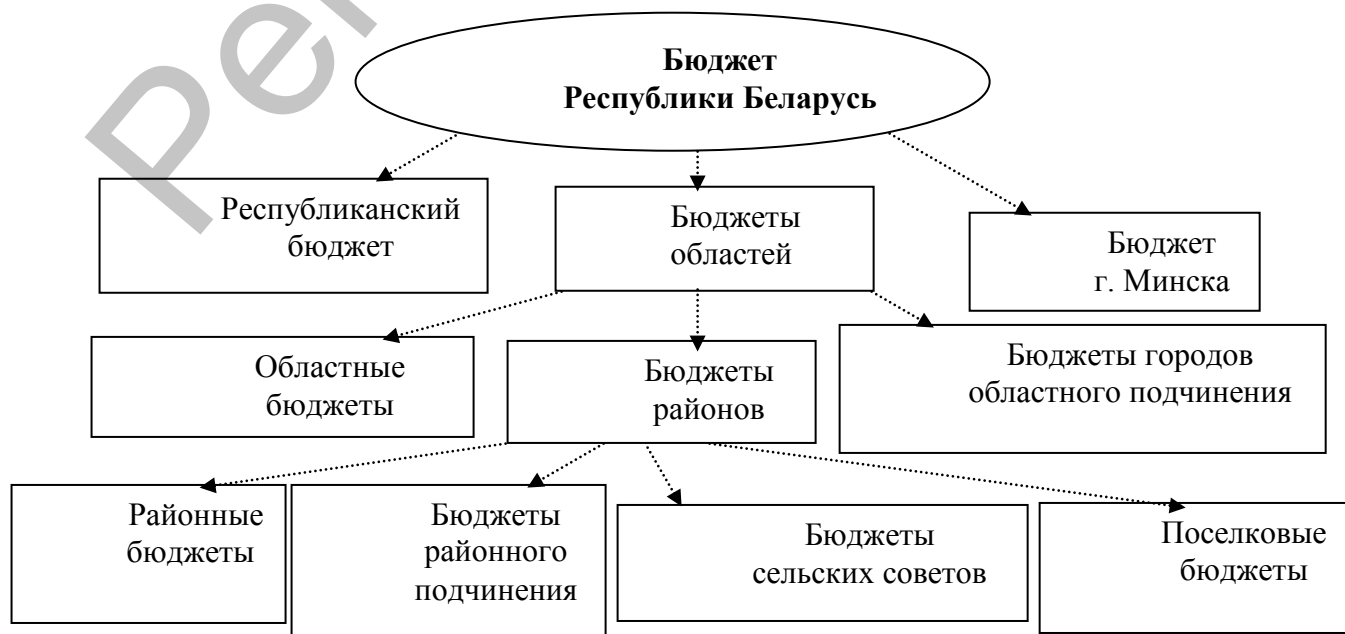 Бюджет
Республики Беларусь
Республиканский
бюджет
Бюджеты
областей
Бюджет
г. Минска
Областные
бюджеты
Бюджеты
районов
Бюджеты городов
областного подчинения
Районные
бюджеты
Бюджеты
районного
подчинения
Бюджеты
сельских советов
Поселковые
бюджеты